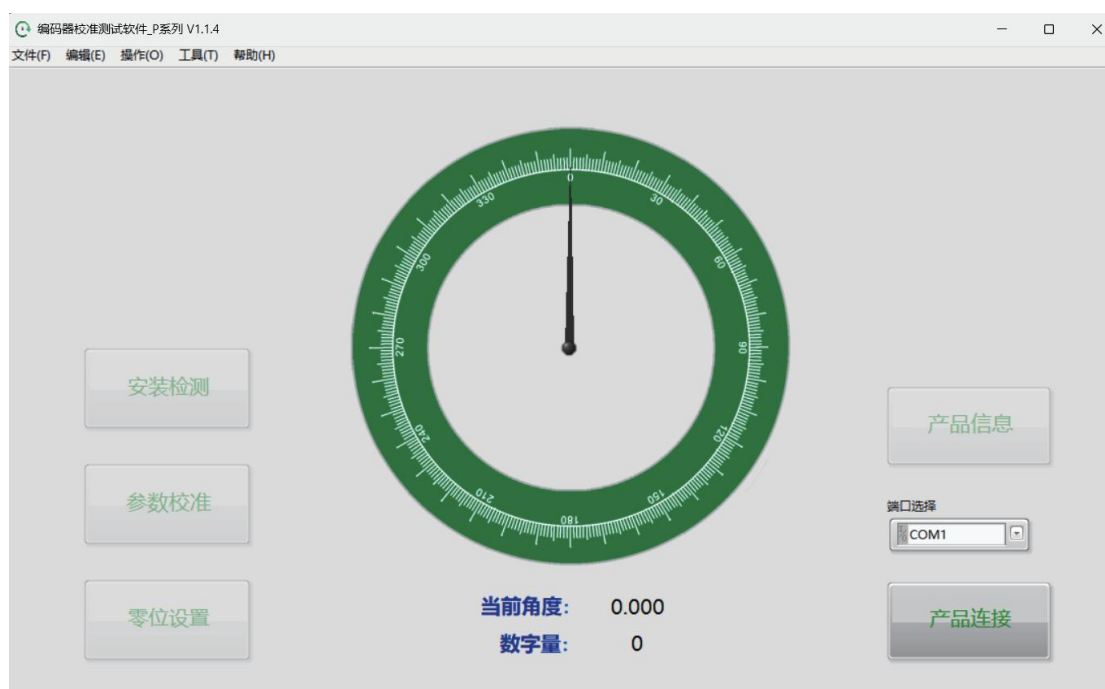 编码器校准测试软件_P系列 V1.1.4
文件(F) 编辑(E) 操作(O) 工具(T) 帮助(H)
0
30
60
90
120
150
180
210
240
270
300
330
安装检测
参数校准
零位设置
产品信息
端口选择
COM1
产品连接
当前角度: 0.000
数字量: 0